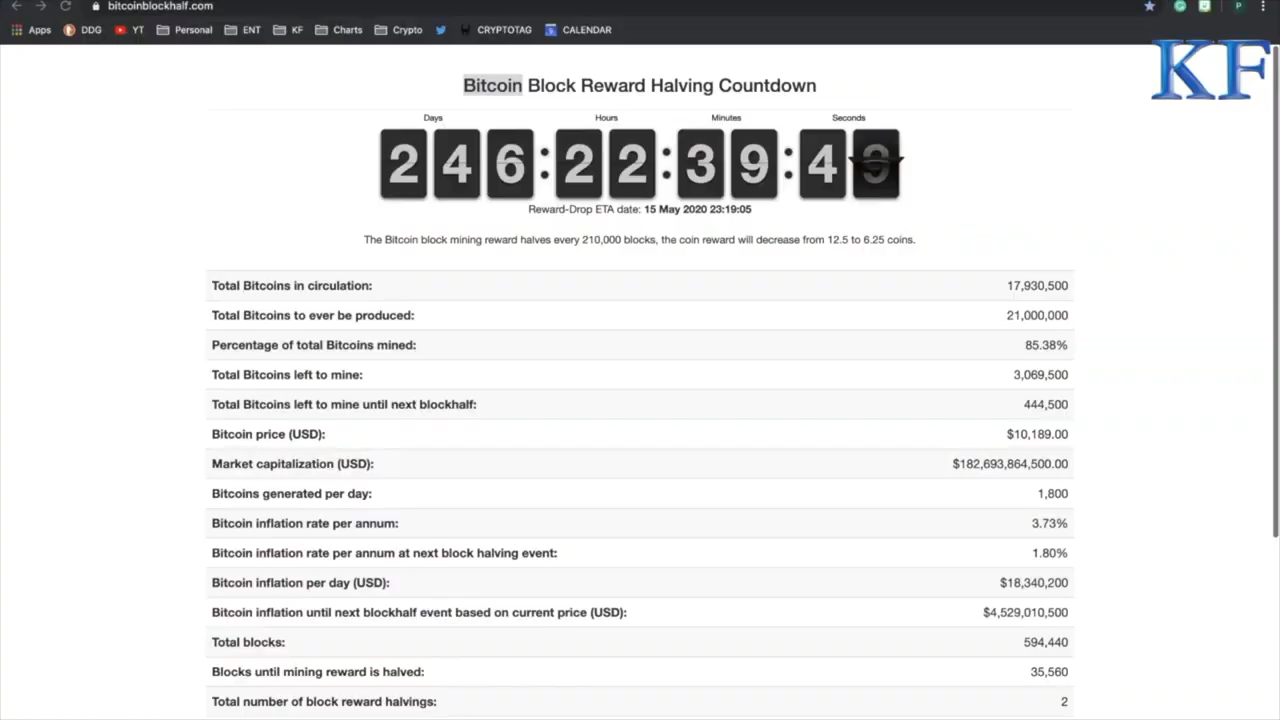 bitcoinblockhalf.com
Apps DDG YT Personal ENT KF Charts Crypto CRYPTOTAG CALENDAR
KF
Bitcoin Block Reward Halving Countdown
Days Hours Minutes Seconds
246:22:39:49
Reward-Drop ETA date: 15 May 2020 23:19:05
The Bitcoin block mining reward halves every 210,000 blocks, the coin reward will decrease from 12.5 to 6.25 coins.
Total Bitcoins in circulation: 17,930,500
Total Bitcoins to ever be produced: 21,000,000
Percentage of total Bitcoins mined: 85.38%
Total Bitcoins left to mine: 3,069,500
Total Bitcoins left to mine until next blockhalf: 444,500
Bitcoin price (USD): $10,189.00
Market capitalization (USD): $182,693,864,500.00
Bitcoins generated per day: 1,800
Bitcoin inflation rate per annum: 3.73%
Bitcoin inflation rate per annum at next block halving event: 1.80%
Bitcoin inflation per day (USD): $18,340,200
Bitcoin inflation until next blockhalf event based on current price (USD): $4,529,010,500
Total blocks: 594,440
Blocks until mining reward is halved: 35,560
Total number of block reward halvings: 2